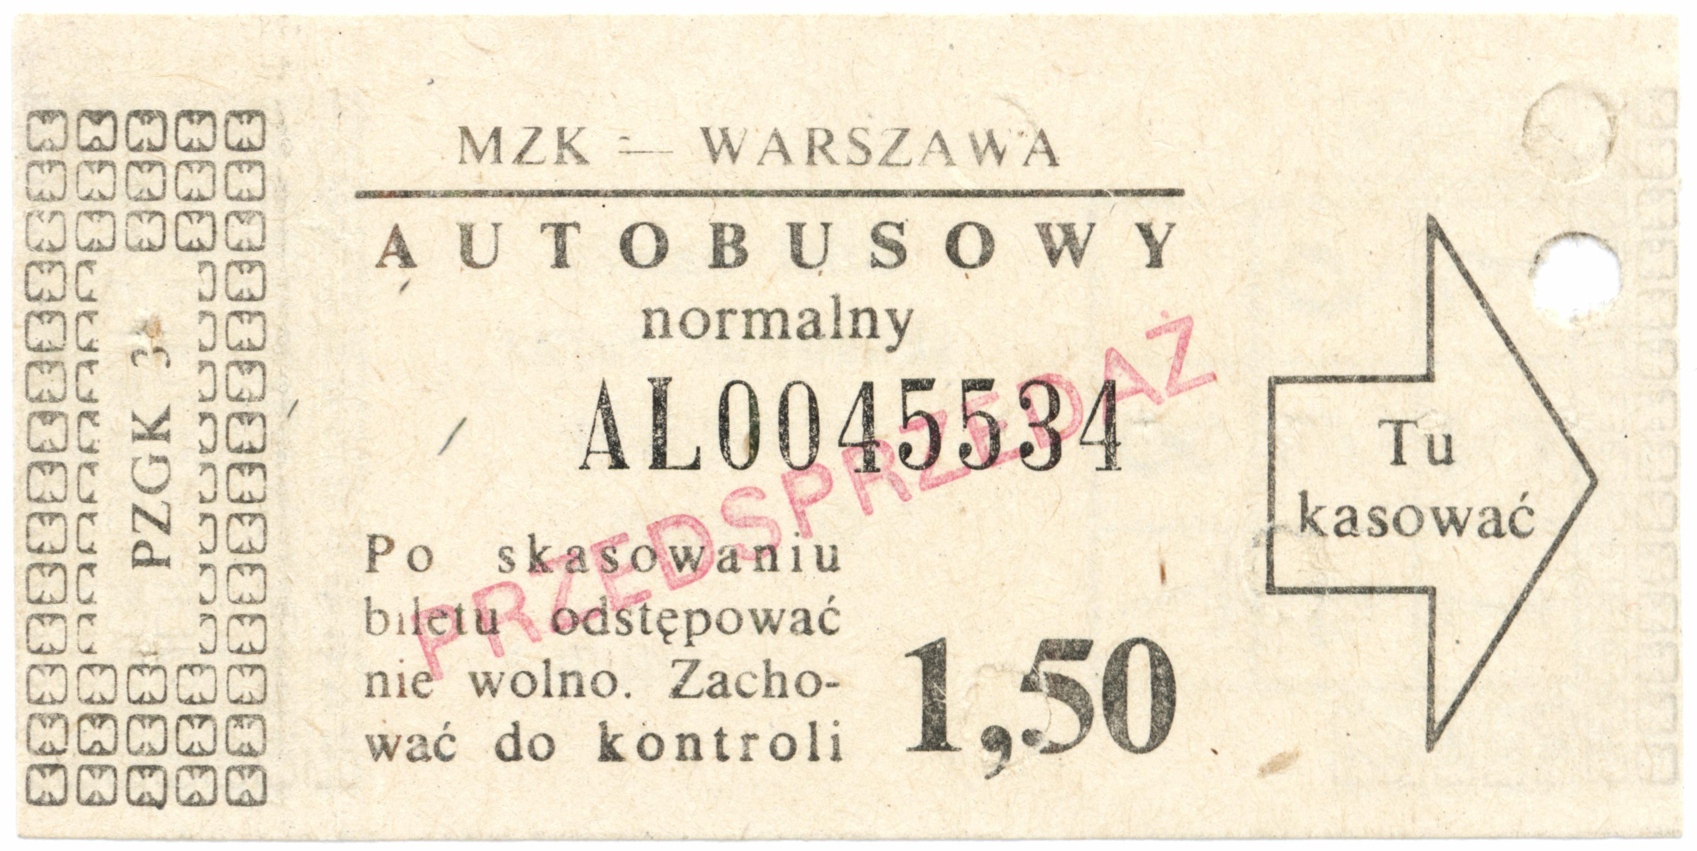 MZK — WARSZAWA
AUTOBUSOWY
normalny
AL0045534
PRZEDSPRZEDAŻ
Po skasowaniu
biletu odstępować
nie wolno. Zacho-
wać do kontroli
1,50
Tu
kasować
PZGK 3